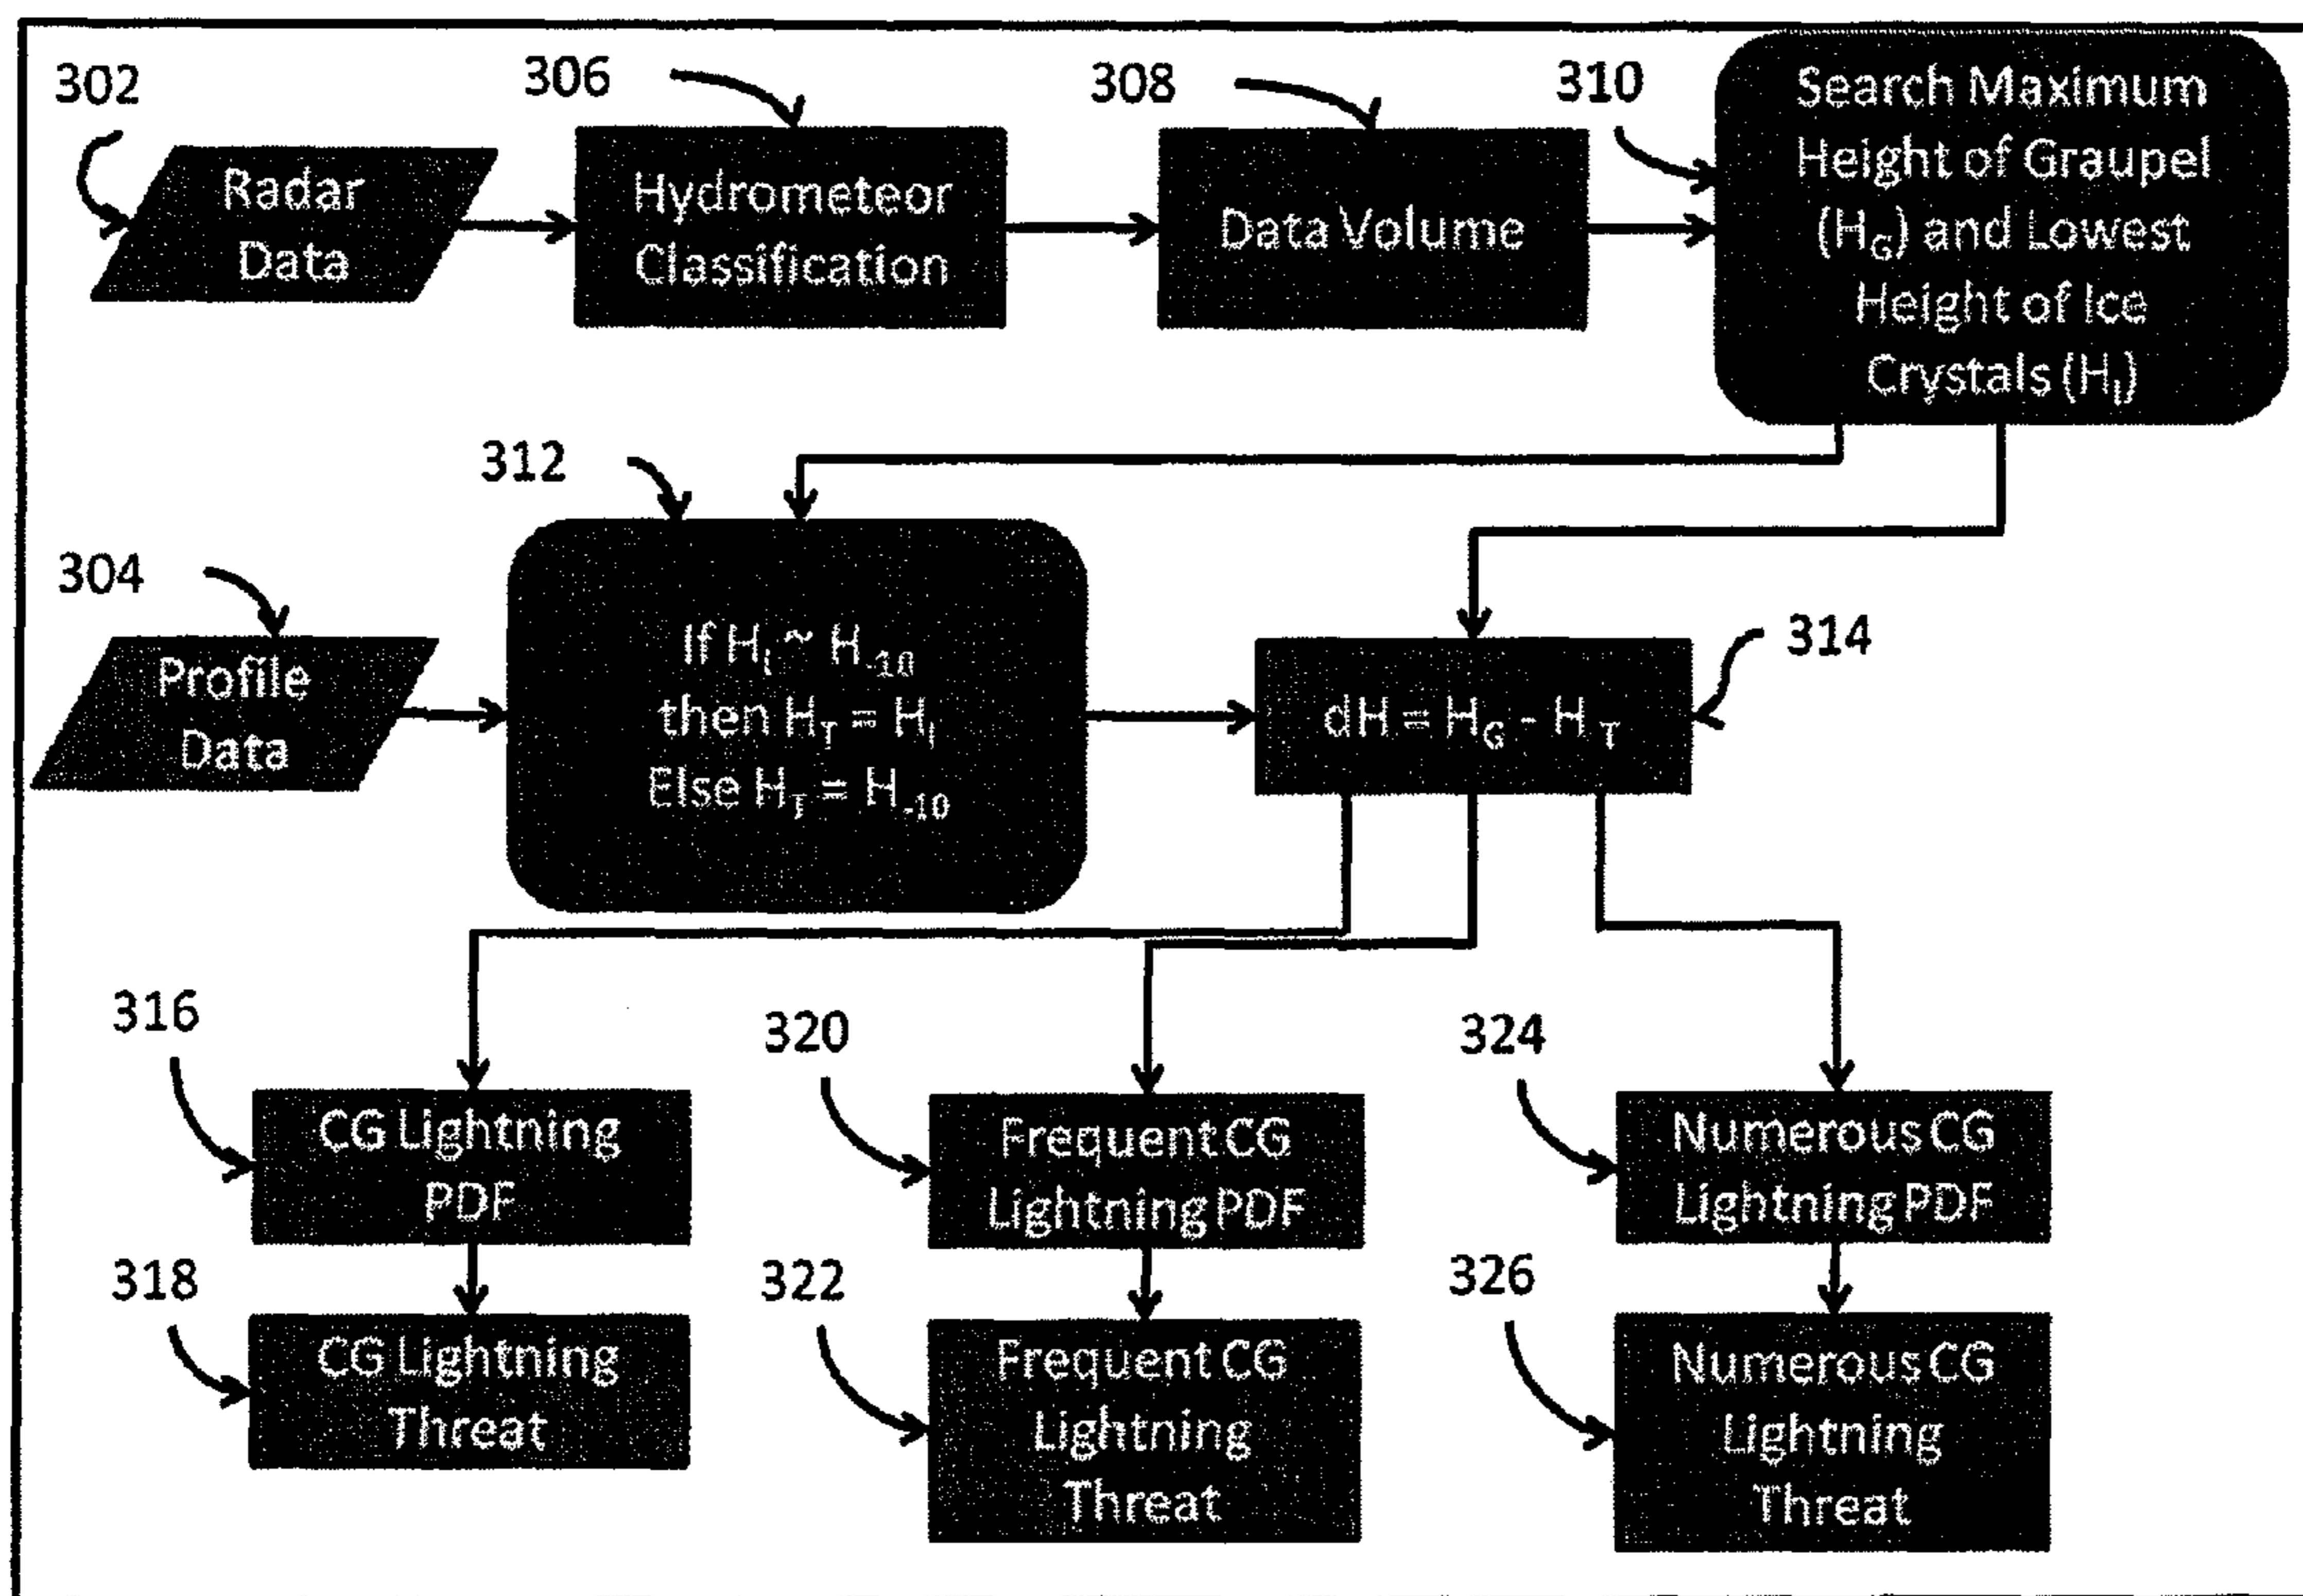 302
306
308
310
Radar
Data
Hydrometeor
Classification
Data Volume
Search Maximum
Height of Graupel
(H_G) and Lowest
Height of Ice
Crystals (H_I)
312
304
314
Profile
Data
If H_I ~ H_-10
then H_T = H_I
Else H_T = H_-10
dH = H_G - H_T
316
320
324
CG Lightning
PDF
Frequent CG
Lightning PDF
Numerous CG
Lightning PDF
318
322
326
CG Lightning
Threat
Frequent CG
Lightning
Threat
Numerous CG
Lightning
Threat